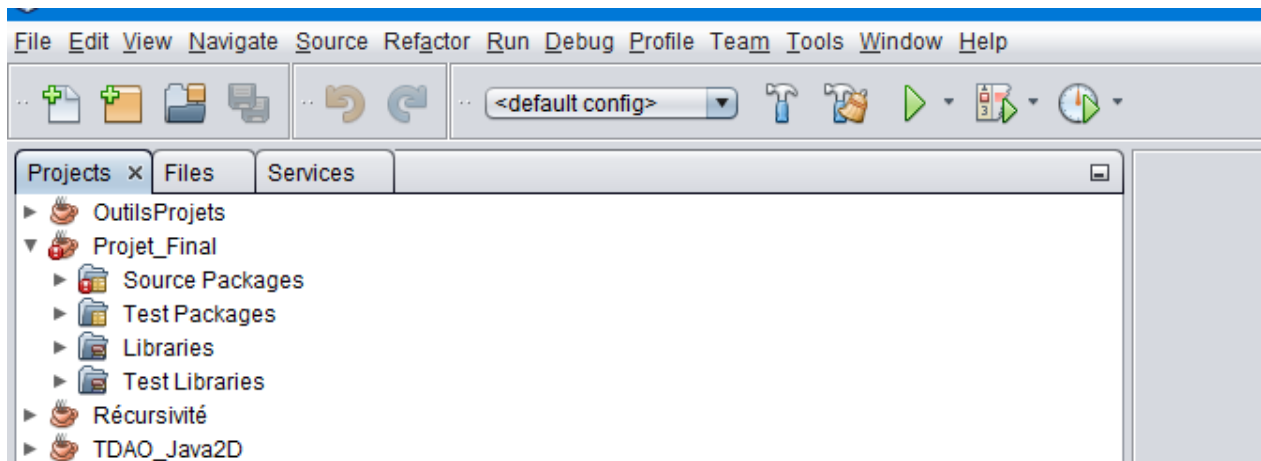 File Edit View Navigate Source Refactor Run Debug Profile Team Tools Window Help
<default config>
Projects Files Services
OutilsProjets
Projet_Final
Source Packages
Test Packages
Libraries
Test Libraries
Récursivité
TDAO_Java2D